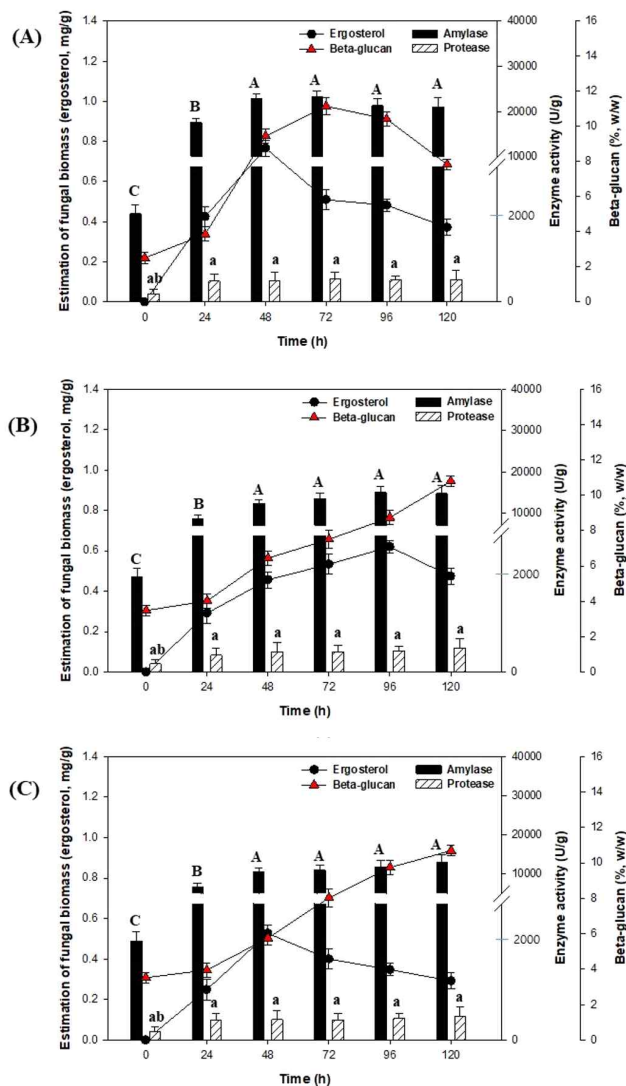 (A)
Estimation of fungal biomass (ergosterol, mg/g)
1.4
1.2
1.0
0.8
0.6
0.4
0.2
0.0
Ergosterol
Beta-glucan
Amylase
Protease
C
B
A
A
A
A
ab
a
a
a
a
a
0
24
48
72
96
120
Time (h)
40000
30000
20000
10000
2000
0
Enzyme activity (U/g)
16
14
12
10
8
6
4
2
0
Beta-glucan (%, w/w)
(B)
Estimation of fungal biomass (ergosterol, mg/g)
1.4
1.2
1.0
0.8
0.6
0.4
0.2
0.0
Ergosterol
Beta-glucan
Amylase
Protease
C
B
A
A
A
A
ab
a
a
a
a
a
0
24
48
72
96
120
Time (h)
40000
30000
20000
10000
2000
0
Enzyme activity (U/g)
16
14
12
10
8
6
4
2
0
Beta-glucan (%, w/w)
(C)
Estimation of fungal biomass (ergosterol, mg/g)
1.4
1.2
1.0
0.8
0.6
0.4
0.2
0.0
Ergosterol
Beta-glucan
Amylase
Protease
C
B
A
A
A
A
ab
a
a
a
a
a
0
24
48
72
96
120
Time (h)
40000
30000
20000
10000
2000
0
Enzyme activity (U/g)
16
14
12
10
8
6
4
2
0
Beta-glucan (%, w/w)